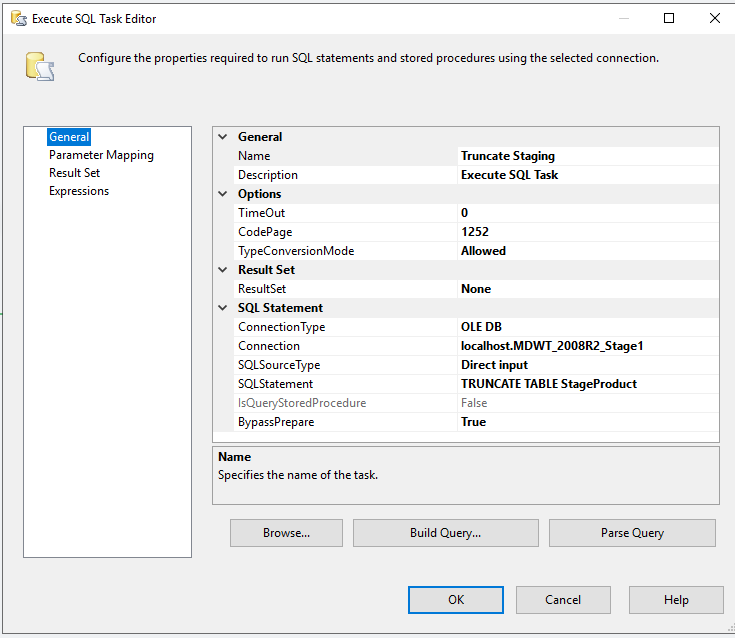 Execute SQL Task Editor
Configure the properties required to run SQL statements and stored procedures using the selected connection.
General
Parameter Mapping
Result Set
Expressions
General
Name Truncate Staging
Description Execute SQL Task
Options
TimeOut 0
CodePage 1252
TypeConversionMode Allowed
Result Set
ResultSet None
SQL Statement
ConnectionType OLE DB
Connection localhost.MDWT_2008R2_Stage1
SQLSourceType Direct input
SQLStatement TRUNCATE TABLE StageProduct
IsQueryStoredProcedure False
BypassPrepare True
Name
Specifies the name of the task.
Browse... Build Query... Parse Query
OK Cancel Help